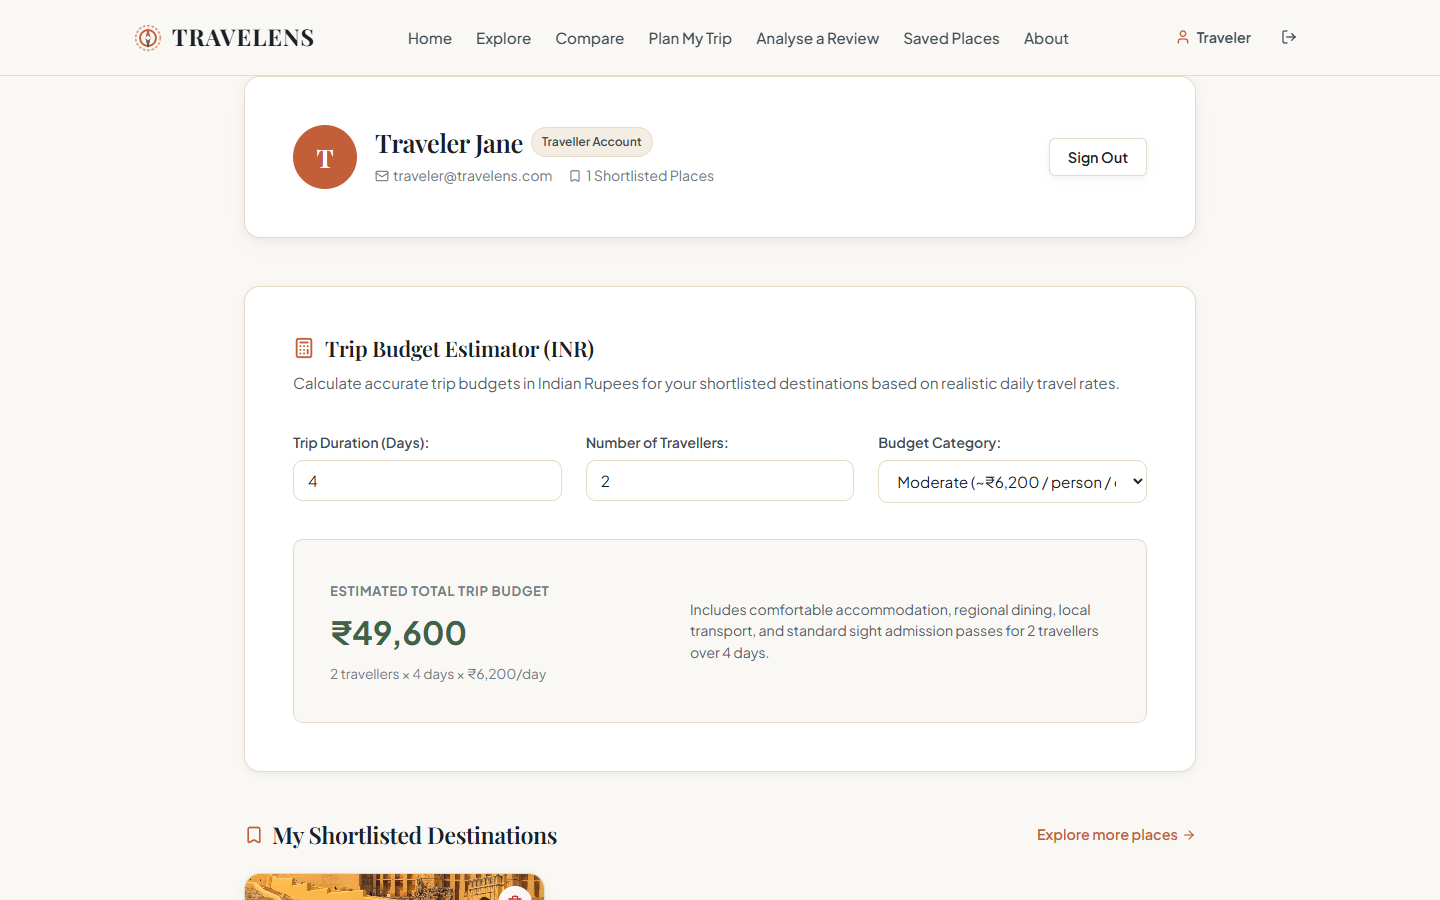 TRAVELENS
Home Explore Compare Plan My Trip Analyse a Review Saved Places About
Traveler
T
Traveler Jane Traveller Account
traveler@travelens.com 1 Shortlisted Places
Sign Out
Trip Budget Estimator (INR)
Calculate accurate trip budgets in Indian Rupees for your shortlisted destinations based on realistic daily travel rates.
Trip Duration (Days): Number of Travellers: Budget Category:
4 2 Moderate (~₹6,200 / person /
ESTIMATED TOTAL TRIP BUDGET
₹49,600
2 travellers × 4 days × ₹6,200/day
Includes comfortable accommodation, regional dining, local
transport, and standard sight admission passes for 2 travellers
over 4 days.
My Shortlisted Destinations
Explore more places →